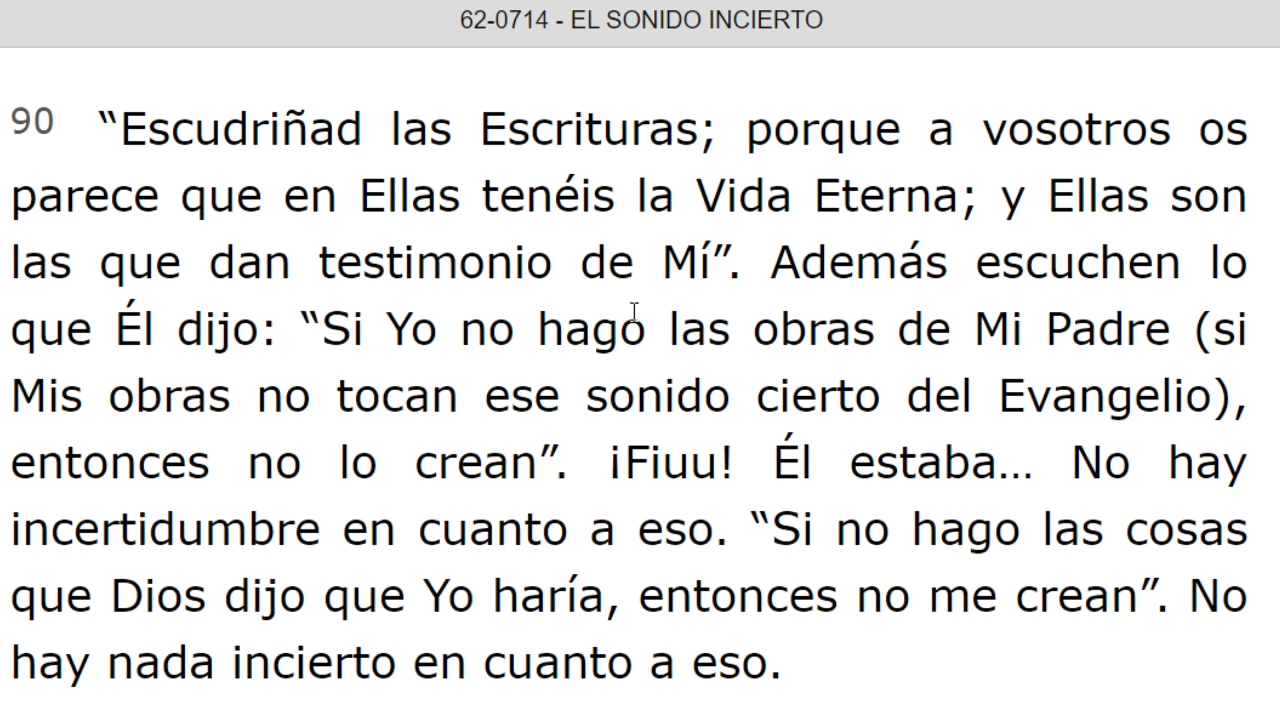 62-0714 - EL SONIDO INCIERTO
90 “Escudriñad las Escrituras; porque a vosotros os
parece que en Ellas tenéis la Vida Eterna; y Ellas son
las que dan testimonio de Mí”. Además escuchen lo
que Él dijo: “Si Yo no hago las obras de Mi Padre (si
Mis obras no tocan ese sonido cierto del Evangelio),
entonces no lo crean”. ¡Fiuu! Él estaba… No hay
incertidumbre en cuanto a eso. “Si no hago las cosas
que Dios dijo que Yo haría, entonces no me crean”. No
hay nada incierto en cuanto a eso.